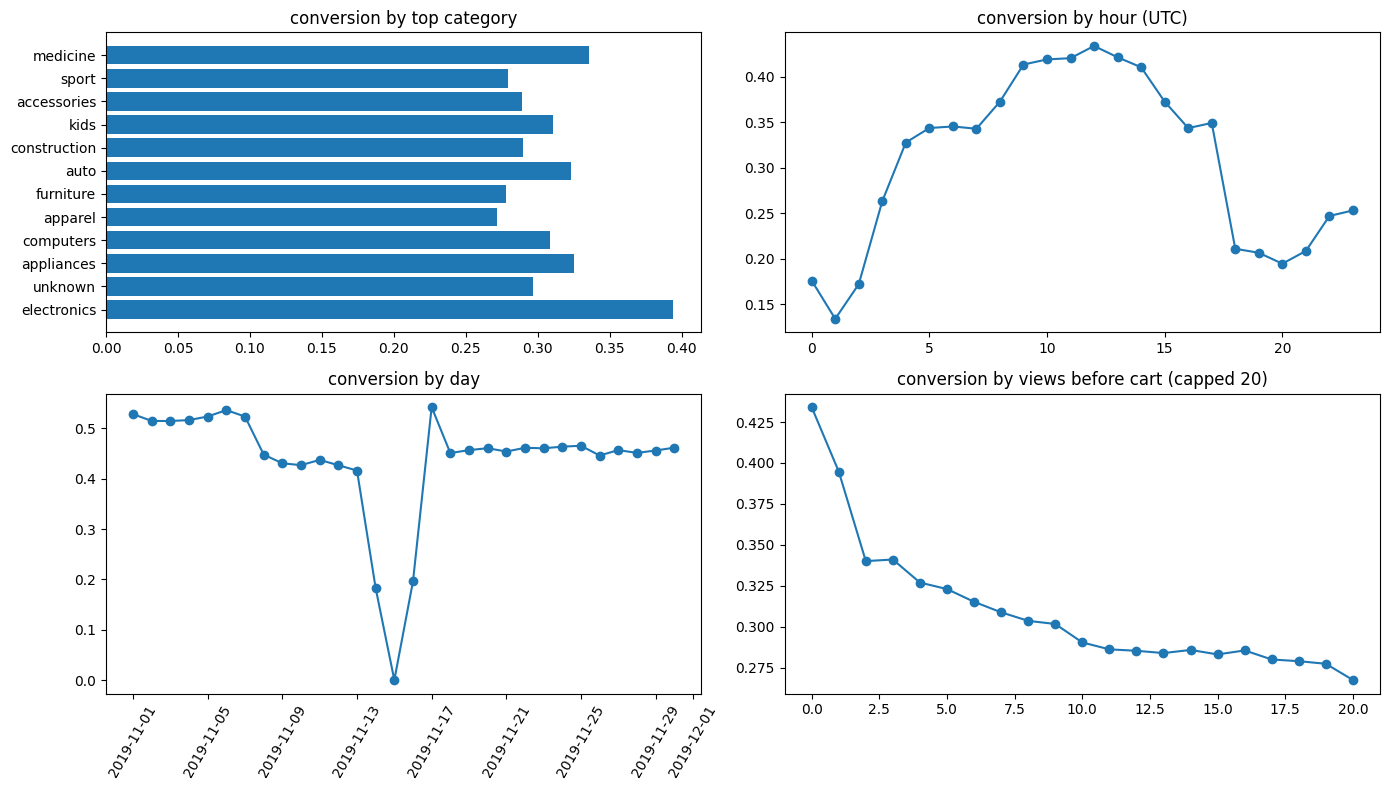 conversion by top category
medicine
sport
accessories
kids
construction
auto
furniture
apparel
computers
appliances
unknown
electronics
0.00 0.05 0.10 0.15 0.20 0.25 0.30 0.35 0.40
conversion by hour (UTC)
0.40
0.35
0.30
0.25
0.20
0.15
0 5 10 15 20
conversion by day
0.5
0.4
0.3
0.2
0.1
0.0
2019-11-01 2019-11-05 2019-11-09 2019-11-13 2019-11-17 2019-11-21 2019-11-25 2019-11-29 2019-12-01
conversion by views before cart (capped 20)
0.425
0.400
0.375
0.350
0.325
0.300
0.275
0.0 2.5 5.0 7.5 10.0 12.5 15.0 17.5 20.0